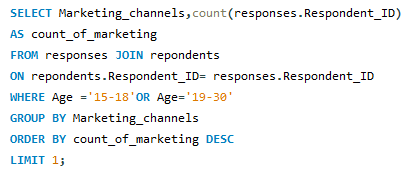 SELECT Marketing_channels,count(responses.Respondent_ID)
AS count_of_marketing
FROM responses JOIN repondents
ON repondents.Respondent_ID= responses.Respondent_ID
WHERE Age ='15-18'OR Age='19-30'
GROUP BY Marketing_channels
ORDER BY count_of_marketing DESC
LIMIT 1;